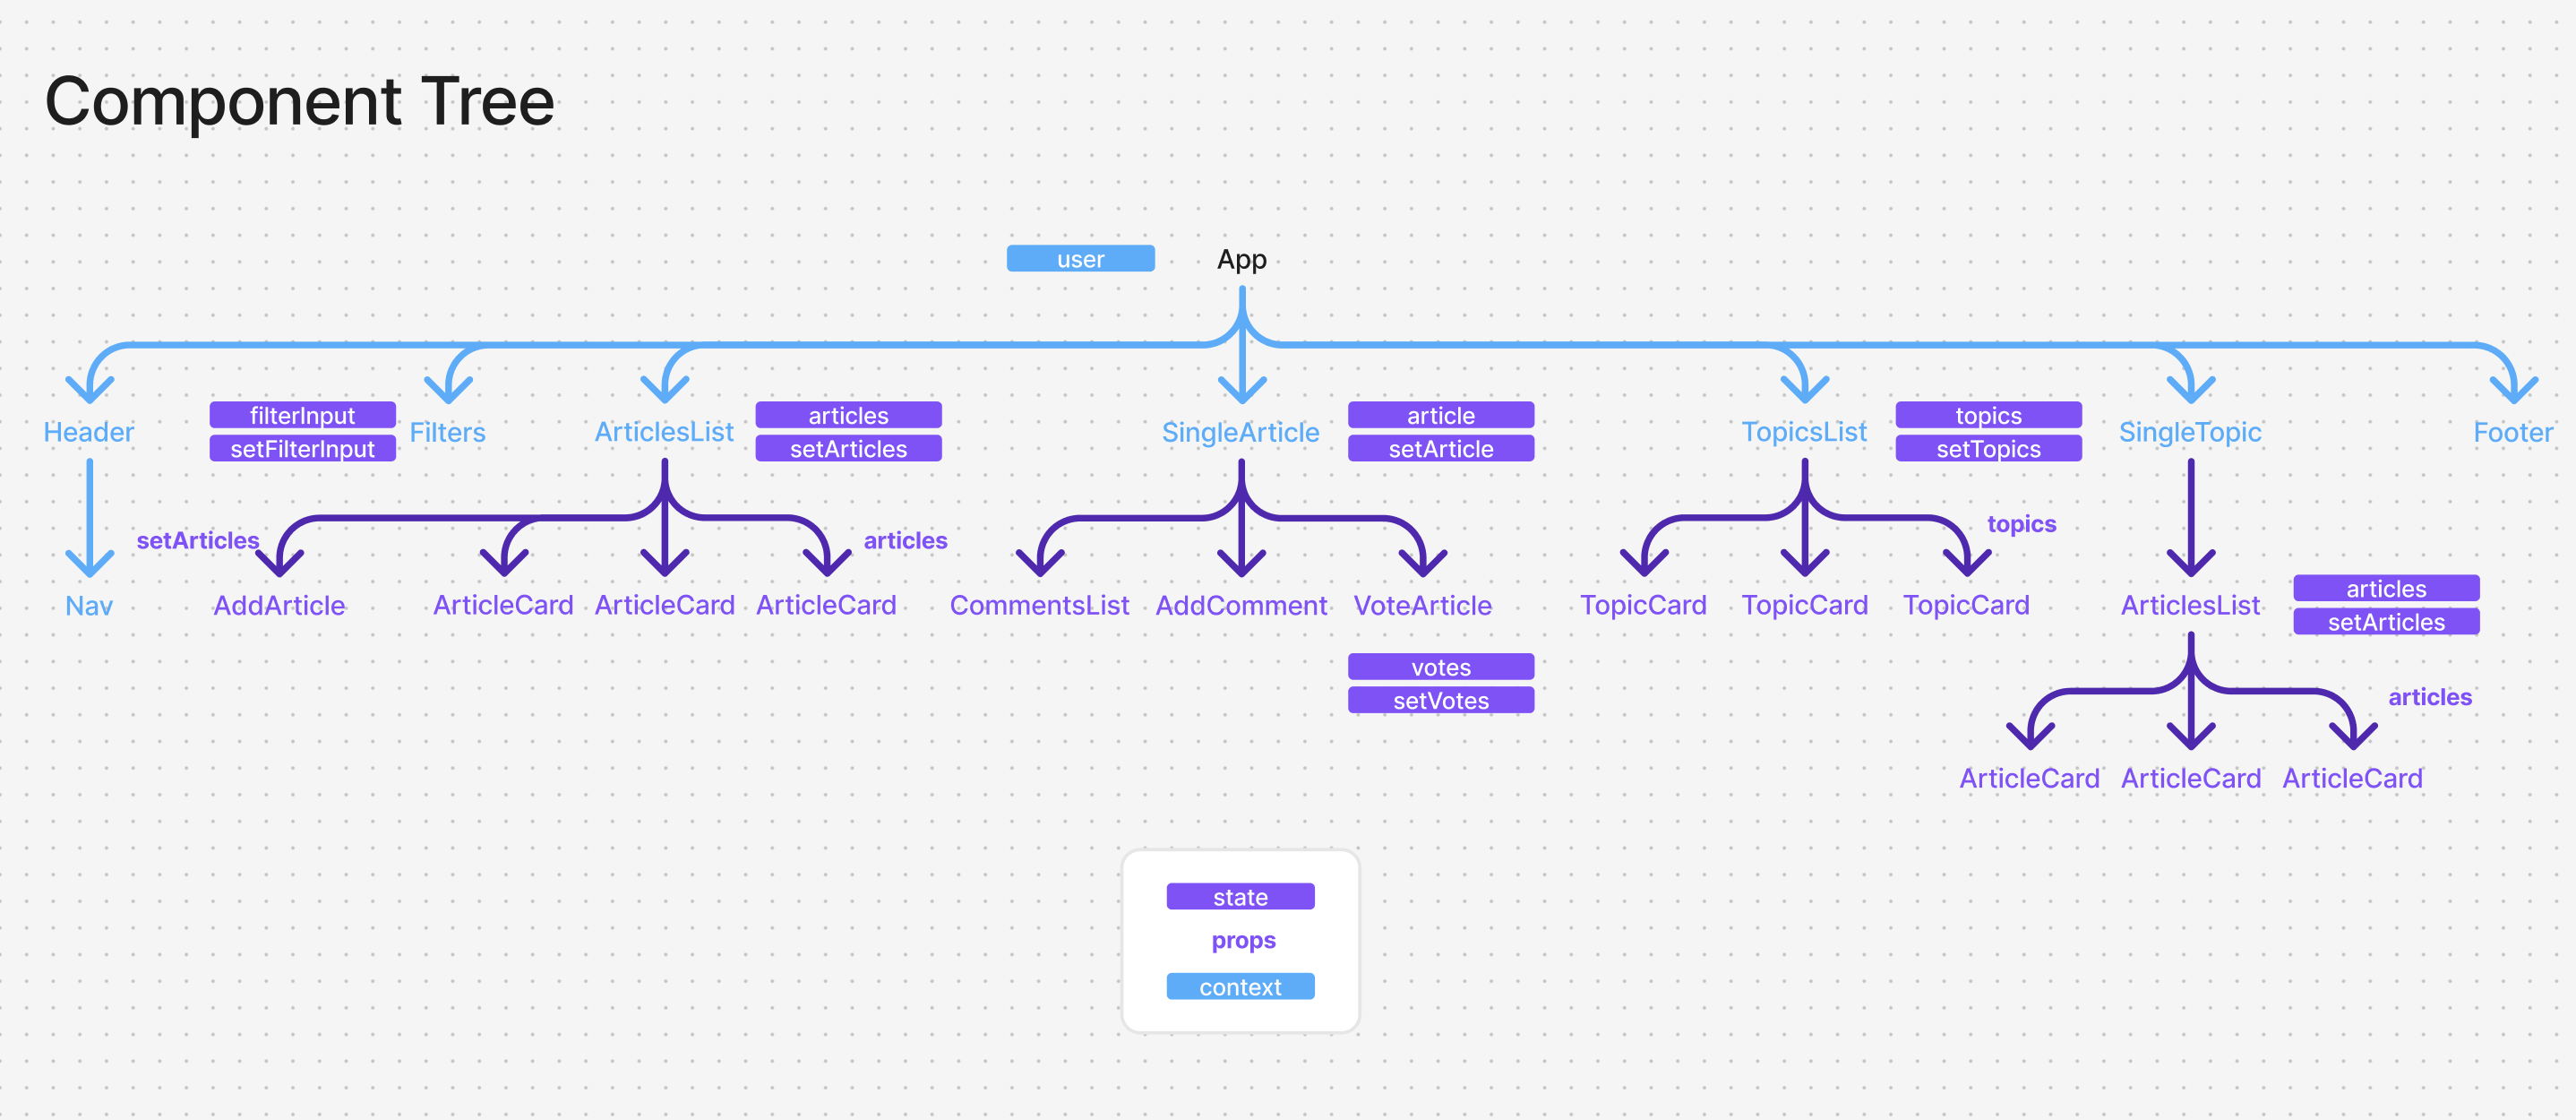 Component Tree
user
App
Header
filterInput
setFilterInput
Filters
ArticlesList
articles
setArticles
SingleArticle
article
setArticle
TopicsList
topics
setTopics
SingleTopic
Footer
setArticles
articles
topics
Nav
AddArticle
ArticleCard
ArticleCard
ArticleCard
CommentsList
AddComment
VoteArticle
TopicCard
TopicCard
TopicCard
ArticlesList
articles
setArticles
votes
setVotes
articles
ArticleCard
ArticleCard
ArticleCard
state
props
context